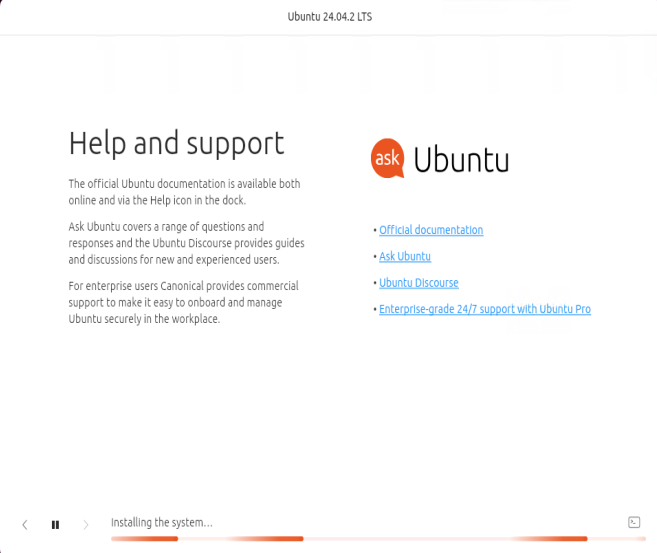 Ubuntu 24.04.2 LTS
Help and support
The official Ubuntu documentation is available both
online and via the Help icon in the dock.
Ask Ubuntu covers a range of questions and
responses and the Ubuntu Discourse provides guides
and discussions for new and experienced users.
For enterprise users Canonical provides commercial
support to make it easy to onboard and manage
Ubuntu securely in the workplace.
ask Ubuntu
• Official documentation
• Ask Ubuntu
• Ubuntu Discourse
• Enterprise-grade 24/7 support with Ubuntu Pro
Installing the system...